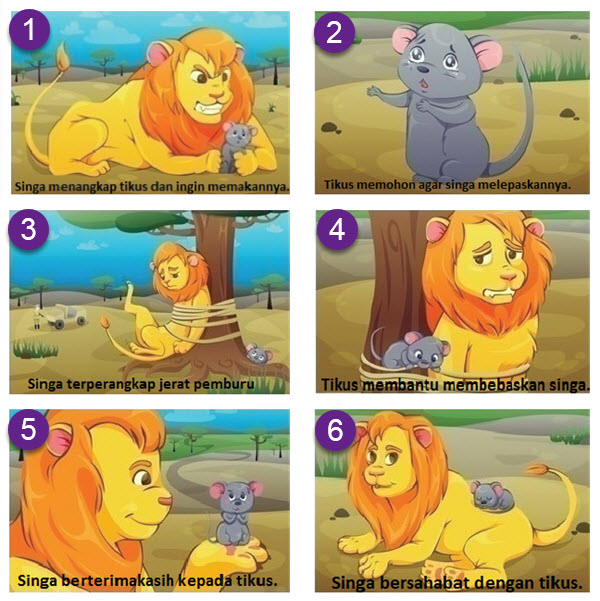 1
Singa menangkap tikus dan ingin memakannya.
2
Tikus memohon agar singa melepaskannya.
3
Singa terperangkap jerat pemburu
4
Tikus membantu membebaskan singa.
5
Singa berterimakasih kepada tikus.
6
Singa bersahabat dengan tikus.